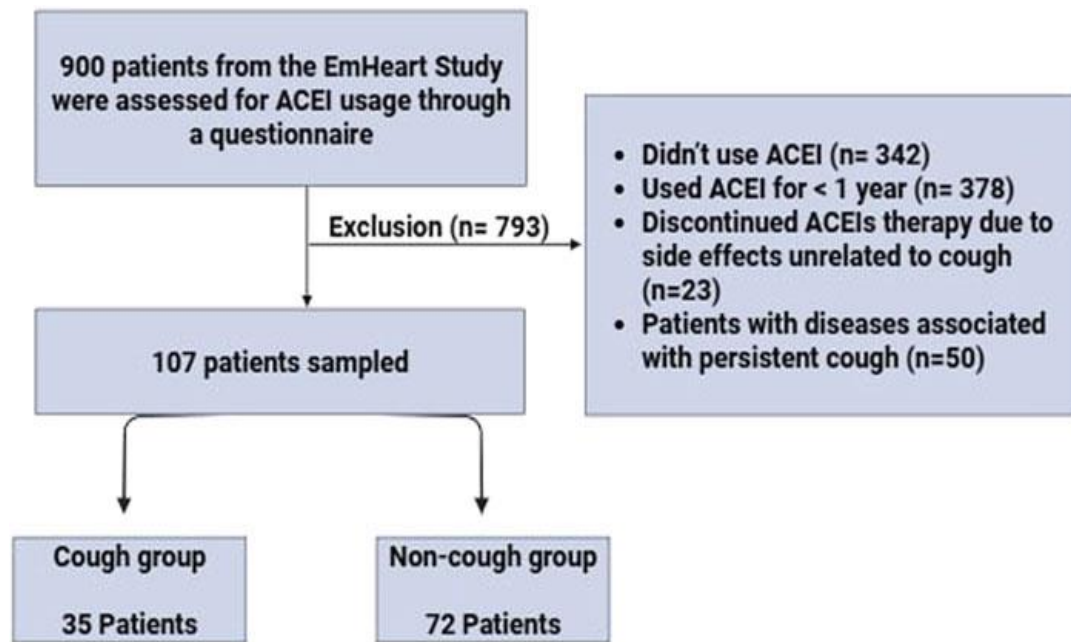 900 patients from the EmHeart Study
were assessed for ACEI usage through
a questionnaire
• Didn't use ACEI (n= 342)
• Used ACEI for < 1 year (n= 378)
• Discontinued ACEIs therapy due to
side effects unrelated to cough
(n=23)
• Patients with diseases associated
with persistent cough (n=50)
Exclusion (n= 793)
107 patients sampled
Cough group
35 Patients
Non-cough group
72 Patients